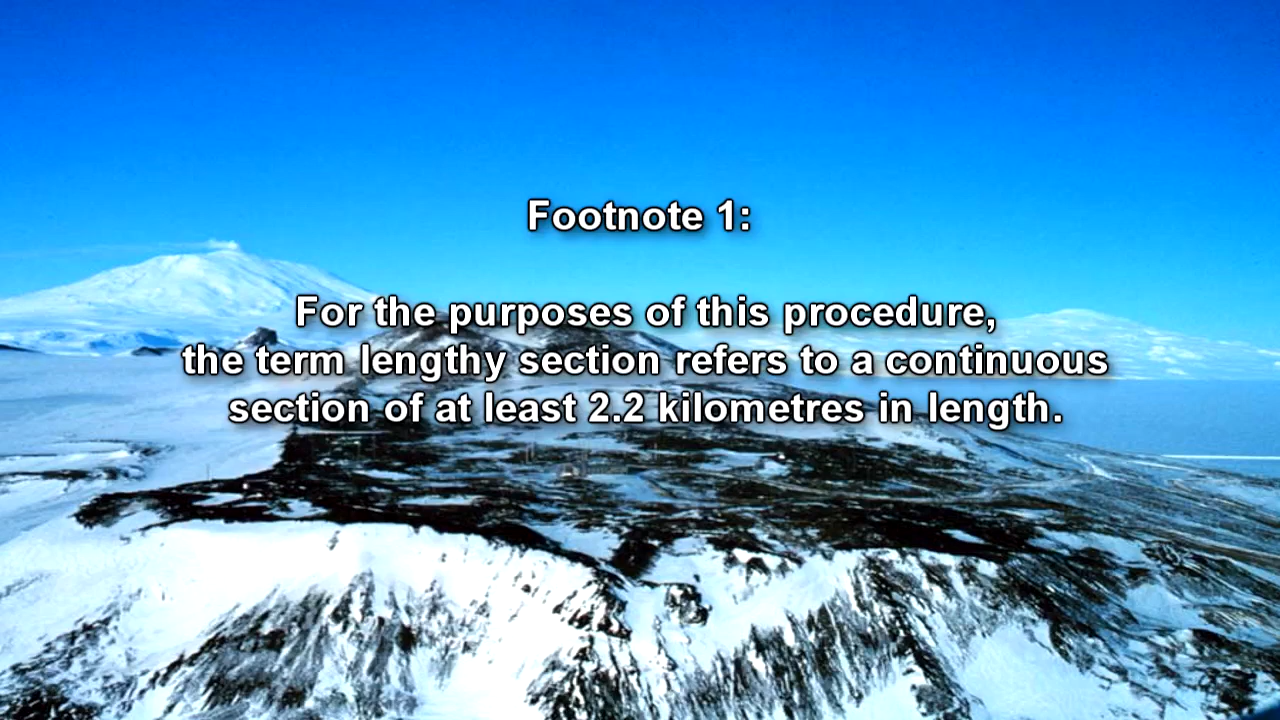 Footnote 1:
For the purposes of this procedure,
the term lengthy section refers to a continuous
section of at least 2.2 kilometres in length.